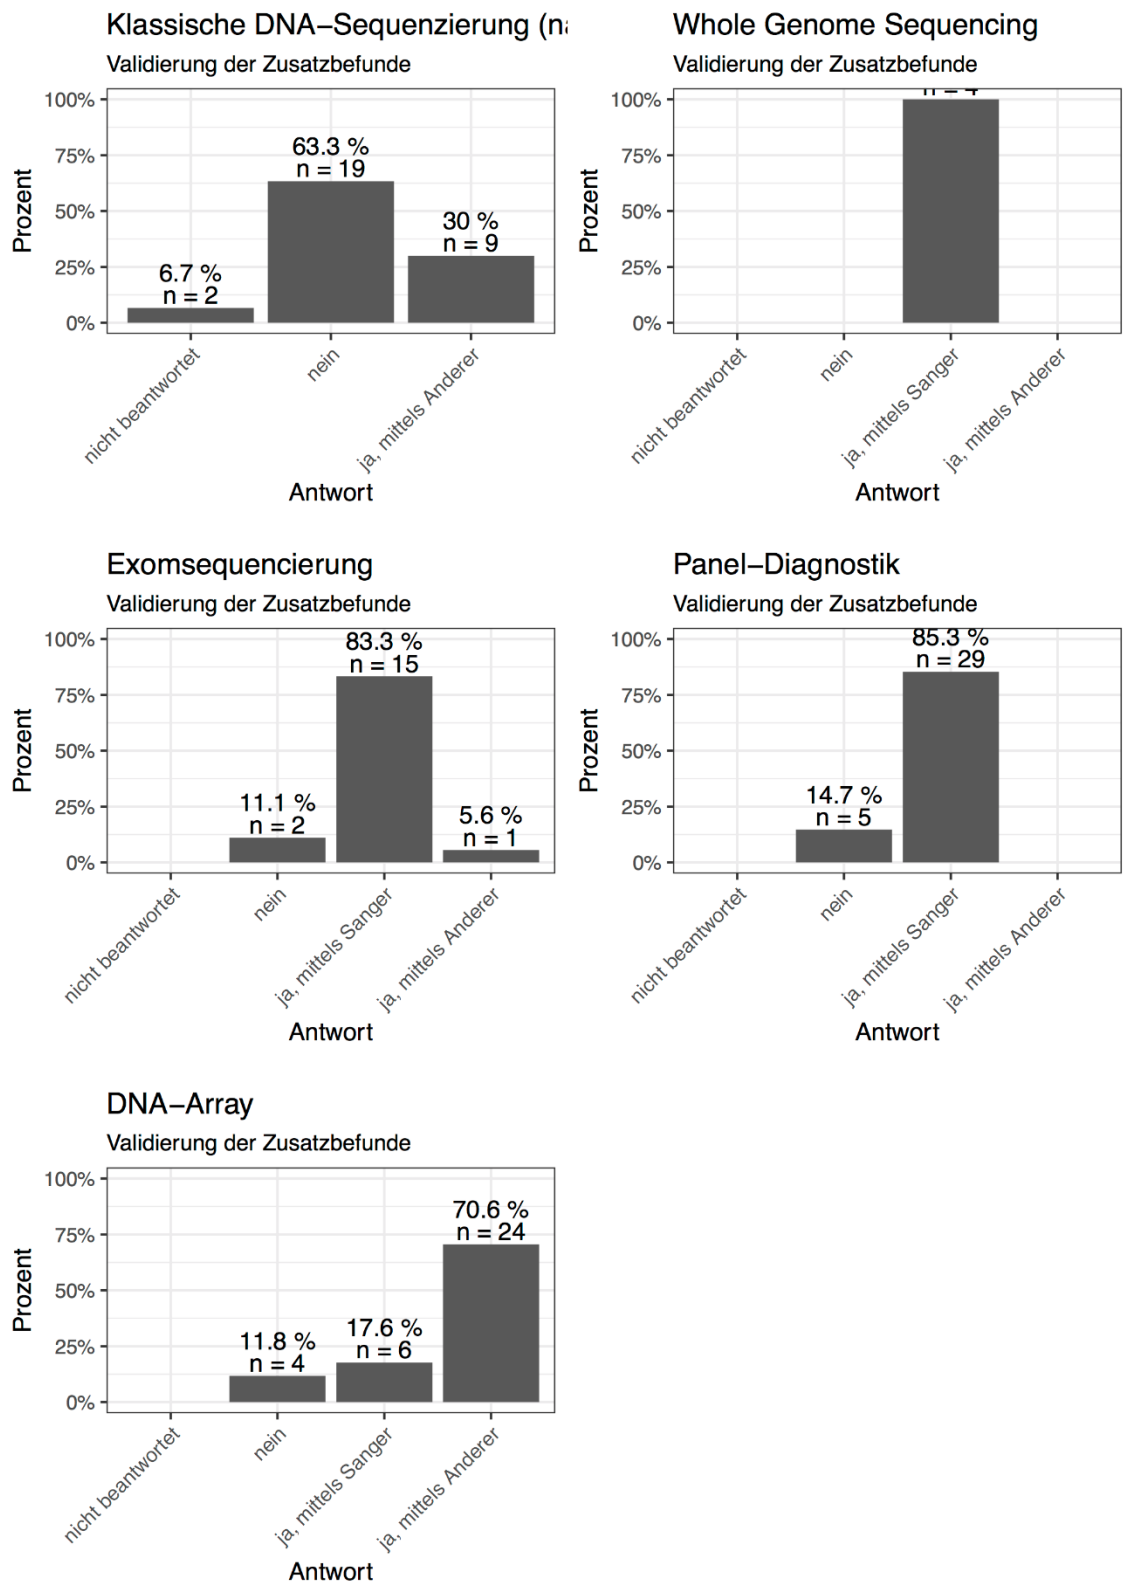 Klassische DNA−Sequenzierung
Validierung der Zusatzbefunde
Prozent
100%
75%
50%
25%
0%
6.7 %
n = 2
63.3 %
n = 19
30 %
n = 9
nicht beantwortet
nein
ja, mittels Anderer
Antwort
Whole Genome Sequencing
Validierung der Zusatzbefunde
Prozent
100%
75%
50%
25%
0%
n = 4
nicht beantwortet
nein
ja, mittels Sanger
ja, mittels Anderer
Antwort
Exomsequencierung
Validierung der Zusatzbefunde
Prozent
100%
75%
50%
25%
0%
11.1 %
n = 2
83.3 %
n = 15
5.6 %
n = 1
nicht beantwortet
nein
ja, mittels Sanger
ja, mittels Anderer
Antwort
Panel−Diagnostik
Validierung der Zusatzbefunde
Prozent
100%
75%
50%
25%
0%
14.7 %
n = 5
85.3 %
n = 29
nicht beantwortet
nein
ja, mittels Sanger
ja, mittels Anderer
Antwort
DNA−Array
Validierung der Zusatzbefunde
Prozent
100%
75%
50%
25%
0%
11.8 %
n = 4
17.6 %
n = 6
70.6 %
n = 24
nicht beantwortet
nein
ja, mittels Sanger
ja, mittels Anderer
Antwort